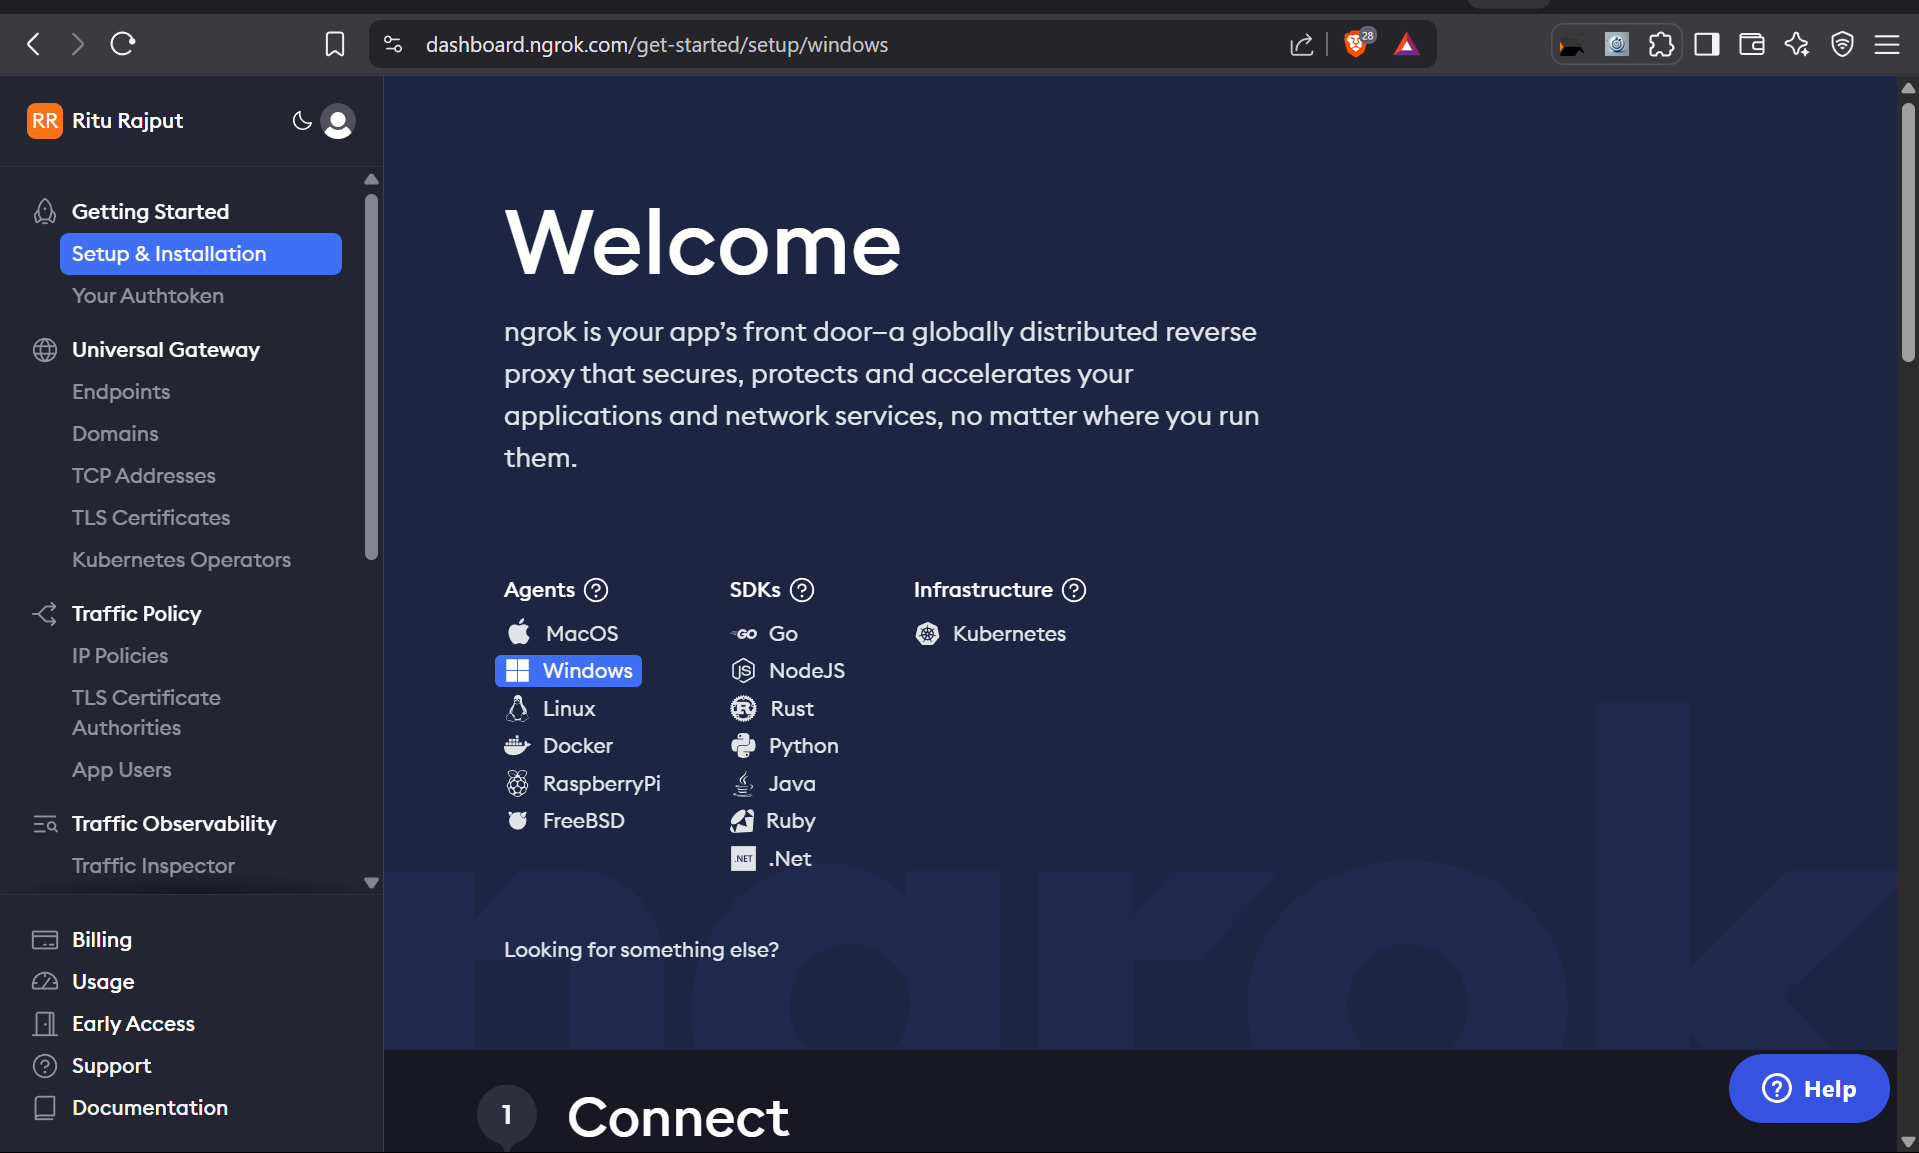 dashboard.ngrok.com/get-started/setup/windows
28
RR Ritu Rajput
Getting Started
Setup & Installation
Your Authtoken
Universal Gateway
Endpoints
Domains
TCP Addresses
TLS Certificates
Kubernetes Operators
Traffic Policy
IP Policies
TLS Certificate
Authorities
App Users
Traffic Observability
Traffic Inspector
Billing
Usage
Early Access
Support
Documentation
Welcome
ngrok is your app’s front door—a globally distributed reverse
proxy that secures, protects and accelerates your
applications and network services, no matter where you run
them.
Agents
MacOS
Windows
Linux
Docker
RaspberryPi
FreeBSD
SDKs
GO Go
JS NodeJS
R Rust
Python
Java
Ruby
.NET .Net
Infrastructure
Kubernetes
Looking for something else?
ngrok
1 Connect
Help